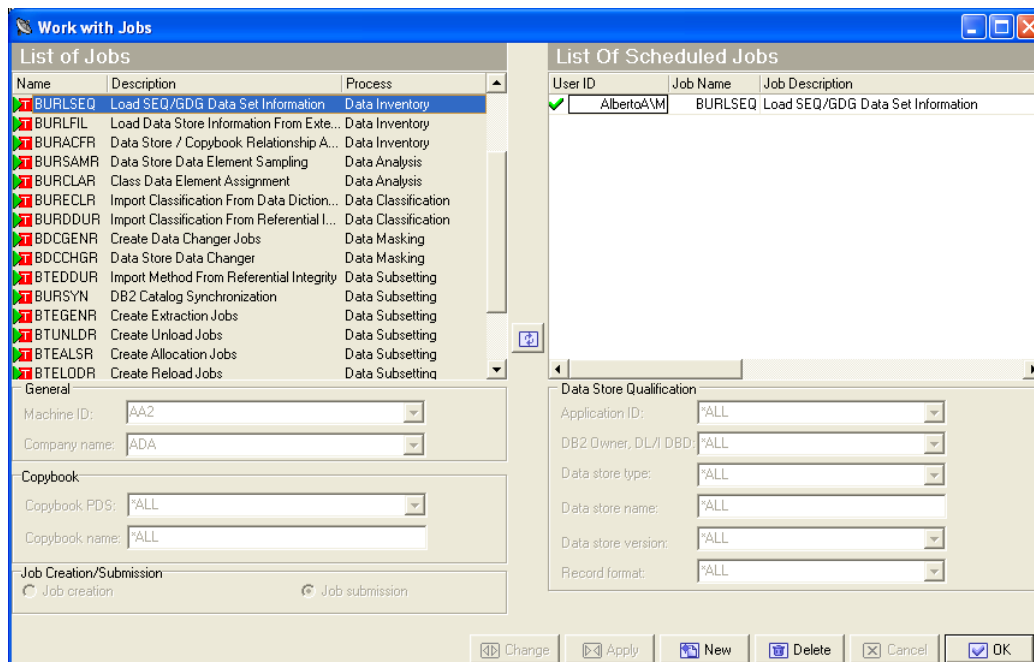 Work with Jobs
List of Jobs
Name Description Process
T BURLSEQ Load SEQ/GDG Data Set Information Data Inventory
T BURLFIL Load Data Store Information From Exte... Data Inventory
T BURACFR Data Store / Copybook Relationship A... Data Inventory
T BURSAMR Data Store Data Element Sampling Data Analysis
T BURCLAR Class Data Element Assignment Data Analysis
T BURECLR Import Classification From Data Diction... Data Classification
T BURDDUR Import Classification From Referential I... Data Classification
T BDCGENR Create Data Changer Jobs Data Masking
T BDCCHGR Data Store Data Changer Data Masking
T BTEDDUR Import Method From Referential Integrity Data Subsetting
T BURSYN DB2 Catalog Synchronization Data Subsetting
T BTEGENR Create Extraction Jobs Data Subsetting
T BTUNLDR Create Unload Jobs Data Subsetting
T BTEALSR Create Allocation Jobs Data Subsetting
T BTELODR Create Reload Jobs Data Subsetting
List Of Scheduled Jobs
User ID Job Name Job Description
AlbertoA\M BURLSEQ Load SEQ/GDG Data Set Information
General
Machine ID: AA2
Company name: ADA
Copybook
Copybook PDS: *ALL
Copybook name: *ALL
Job Creation/Submission
Job creation Job submission
Data Store Qualification
Application ID: *ALL
DB2 Owner, DL/I DBD: *ALL
Data store type: *ALL
Data store name: *ALL
Data store version: *ALL
Record format: *ALL
Change Apply New Delete Cancel OK